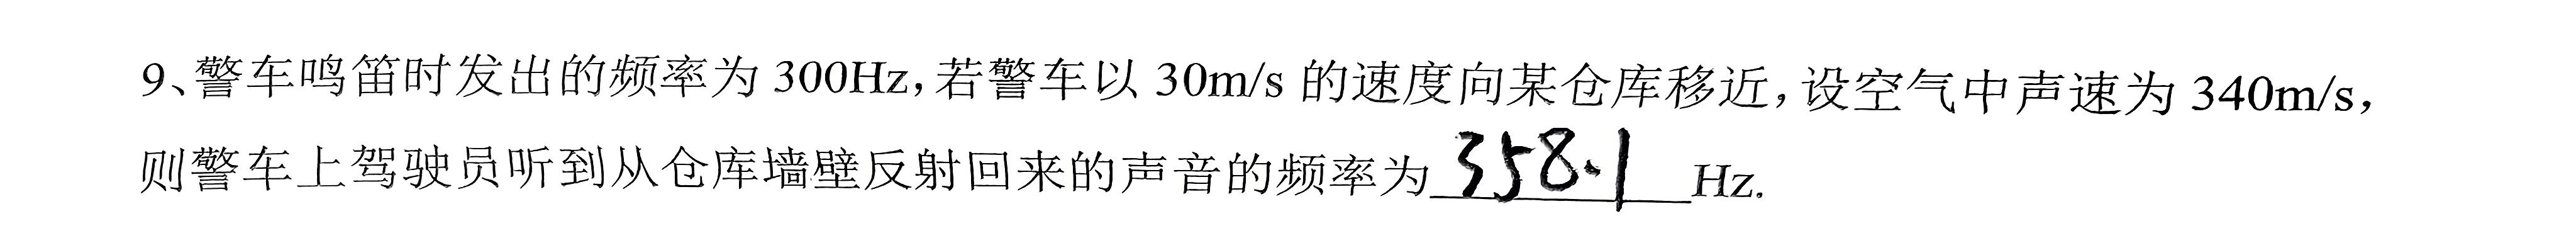 9、警车鸣笛时发出的频率为 300Hz,若警车以 30m/s 的速度向某仓库移近,设空气中声速为 340m/s,
则警车上驾驶员听到从仓库墙壁反射回来的声音的频率为 358.1 Hz.